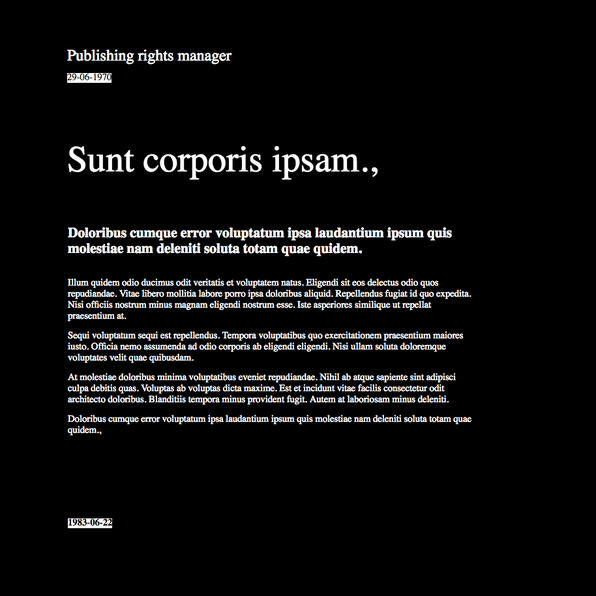 Publishing rights manager
29-06-1970
Sunt corporis ipsam.,
Doloribus cumque error voluptatum ipsa laudantium ipsum quis
molestiae nam deleniti soluta totam quae quidem.
Illum quidem odio ducimus odit veritatis et voluptatem natus. Eligendi sit eos delectus odio quos
repudiandae. Vitae libero mollitia labore porro ipsa doloribus aliquid. Repellendus fugiat id quo expedita.
Nisi officiis nostrum minus magnam eligendi nostrum esse. Iste asperiores similique ut repellat
praesentium at.
Sequi voluptatum sequi est repellendus. Tempora voluptatibus quo exercitationem praesentium maiores
iusto. Officia nemo assumenda ad odio corporis ab eligendi eligendi. Nisi ullam soluta doloremque
voluptates velit quae quibusdam.
At molestiae doloribus minima voluptatibus eveniet repudiandae. Nihil ab atque sapiente sint adipisci
culpa debitis quas. Voluptas ab voluptas dicta maxime. Est et incidunt vitae facilis consectetur odit
architecto doloribus. Blanditiis tempora minus provident fugit. Autem at laboriosam minus deleniti.
Doloribus cumque error voluptatum ipsa laudantium ipsum quis molestiae nam deleniti soluta totam quae
quidem.,
1983-06-22